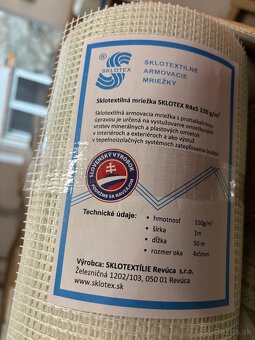 ®
SKLOTEX
SKLOTEXTILNÉ
ARMOVACIE
MRIEŽKY
Sklotextilná mriežka SKLOTEX R4x5 150 g/m²
Sklotextilná armovacia mriežka s protialkalickou
úpravou je určená na vystužovanie omietkových
vrstiev minerálnych a plastových omietok
v interiéroch a exteriéroch a ako výstuž
v tepelnoizolačných systémoch zatepľovania budov.
SLOVENSKÝ VÝROBOK
Technické údaje:
• hmotnosť 150g/m²
• šírka 1m
• dĺžka 50 m
• rozmer oka 4x5mm
Výrobca: SKLOTEXTÍLIE Revúca s.r.o.
Železničná 1202/103, 050 01 Revúca
www.sklotex.sk